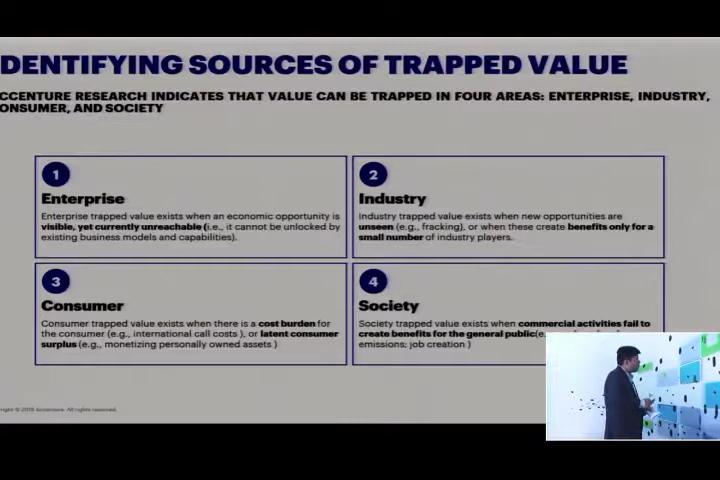 DENTIFYING SOURCES OF TRAPPED VALUE
CCENTURE RESEARCH INDICATES THAT VALUE CAN BE TRAPPED IN FOUR AREAS: ENTERPRISE, INDUSTRY,
ONSUMER, AND SOCIETY
1
Enterprise
Enterprise trapped value exists when an economic opportunity is
visible, yet currently unreachable (i.e., it cannot be unlocked by
existing business models and capabilities).
2
Industry
Industry trapped value exists when new opportunities are
unseen (e.g., fracking), or when these create benefits only for a
small number of industry players.
3
Consumer
Consumer trapped value exists when there is a cost burden for
the consumer (e.g., international call costs ), or latent consumer
surplus (e.g., monetizing personally owned assets )
4
Society
Society trapped value exists when commercial activities fail to
create benefits for the general public(e.
emissions; job creation )
right © 2018 Accenture. All rights reserved.